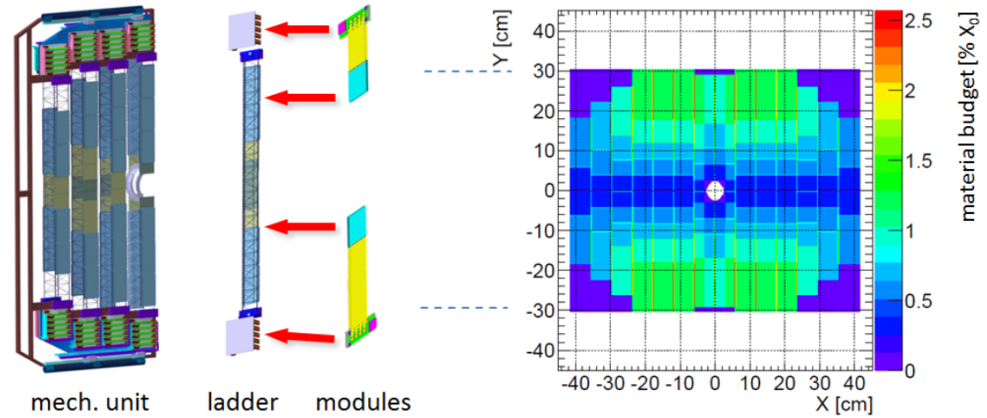 mech. unit
ladder
modules
Y [cm]
40
30
20
10
0
-10
-20
-30
-40
-40 -30 -20 -10 0 10 20 30 40
X [cm]
2.5
2
1.5
1
0.5
0
material budget [% X₀]